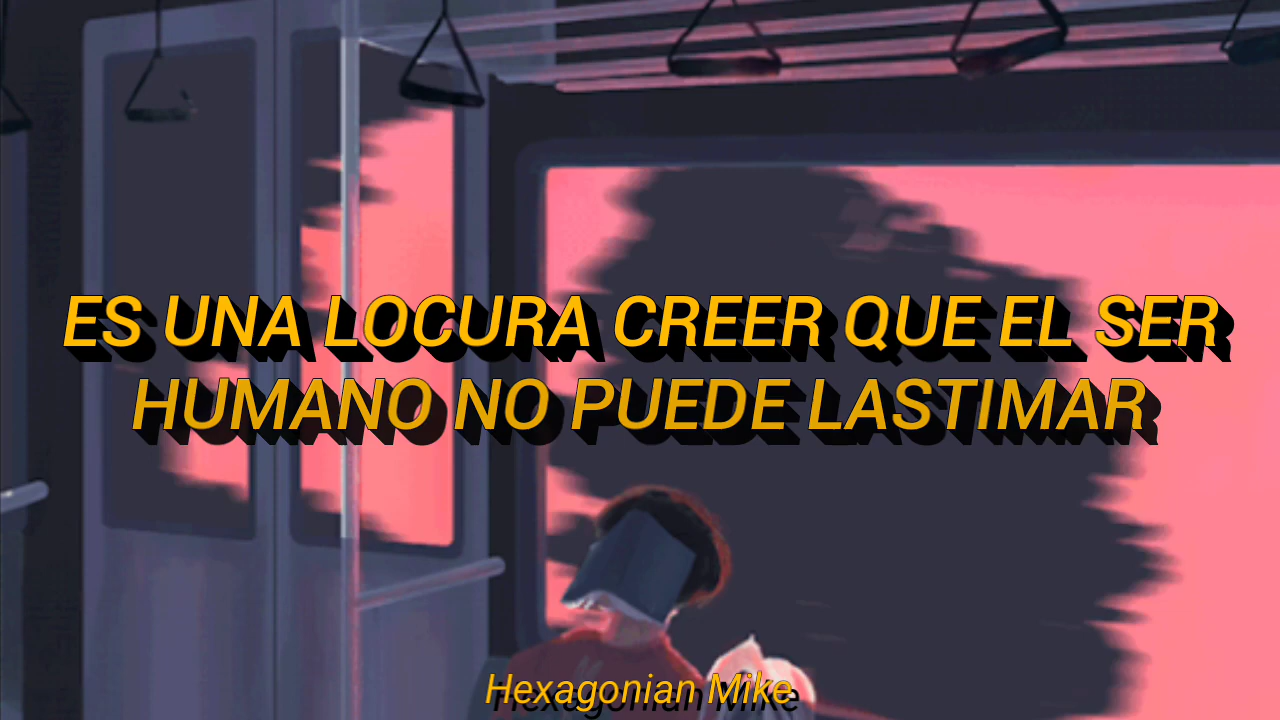 ES UNA LOCURA CREER QUE EL SER
HUMANO NO PUEDE LASTIMAR
Hexagonian Mike